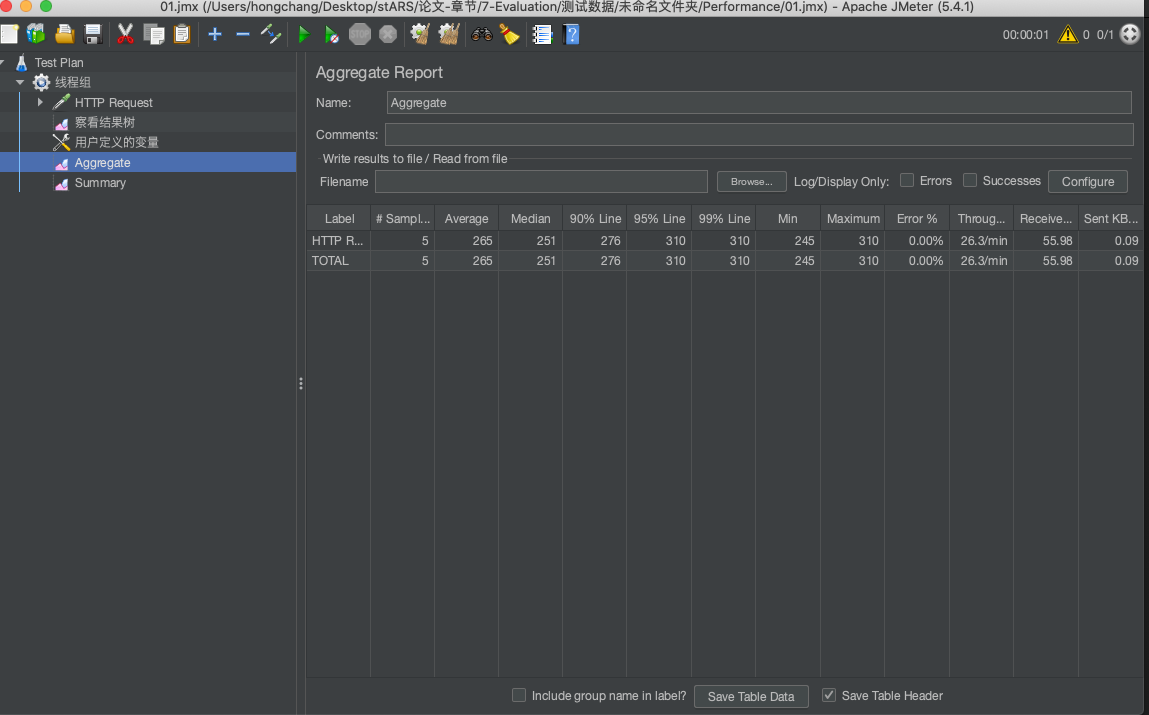 01.jmx (/Users/hongchang/Desktop/stARS/论文-章节/7-Evaluation/测试数据/未命名文件夹/Performance/01.jmx) - Apache JMeter (5.4.1)
STOP 00:00:01 0 0/1
Test Plan
线程组
HTTP Request
察看结果树
用户定义的变量
Aggregate
Summary
Aggregate Report
Name: Aggregate
Comments:
Write results to file / Read from file
Filename Browse... Log/Display Only: Errors Successes Configure
Label # Sampl... Average Median 90% Line 95% Line 99% Line Min Maximum Error % Throug... Receive... Sent KB...
HTTP R... 5 265 251 276 310 310 245 310 0.00% 26.3/min 55.98 0.09
TOTAL 5 265 251 276 310 310 245 310 0.00% 26.3/min 55.98 0.09
Include group name in label? Save Table Data Save Table Header